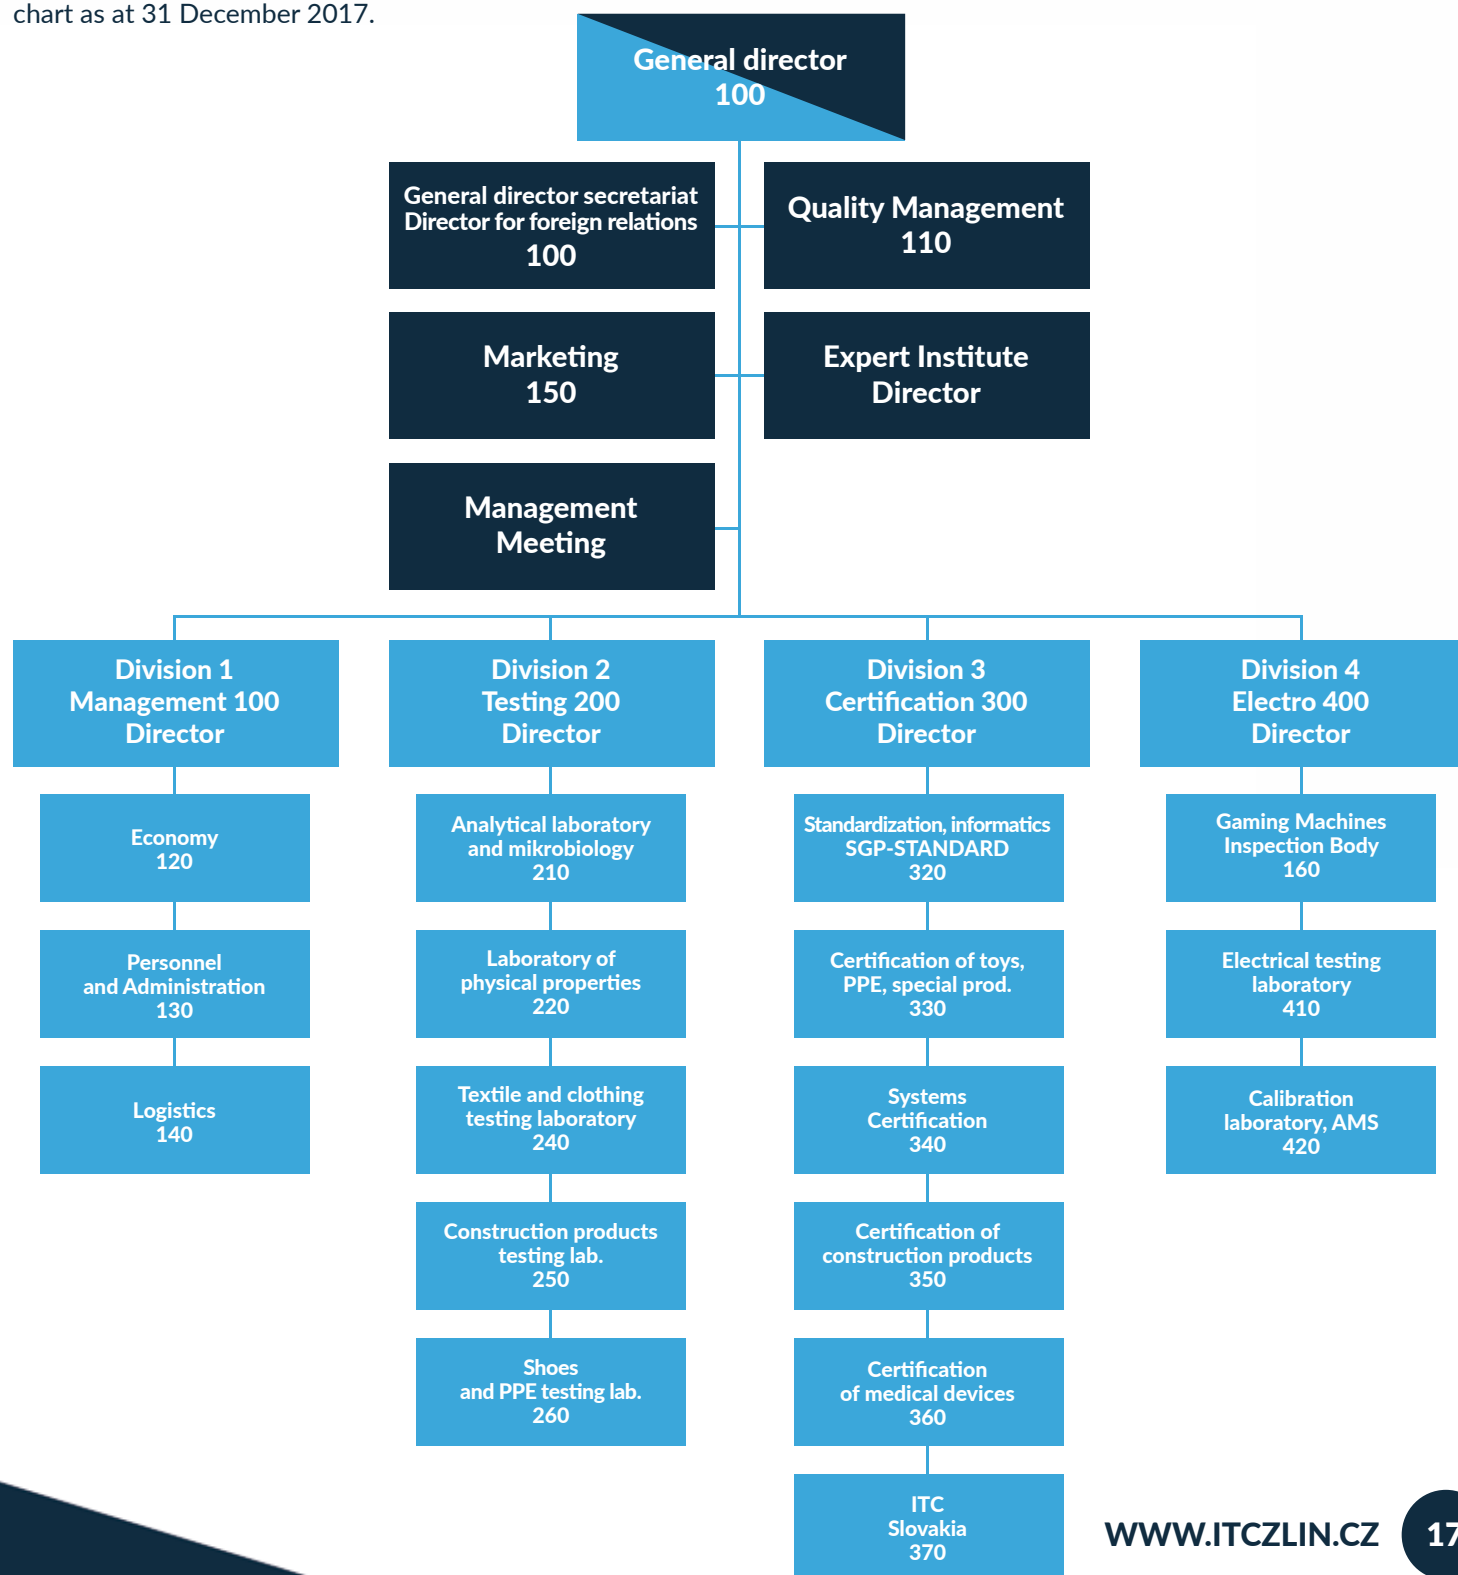 chart as at 31 December 2017.
General director
100
General director secretariat
Director for foreign relations
100
Quality Management
110
Marketing
150
Expert Institute
Director
Management
Meeting
Division 1
Management 100
Director
Division 2
Testing 200
Director
Division 3
Certification 300
Director
Division 4
Electro 400
Director
Economy
120
Personnel
and Administration
130
Logistics
140
Analytical laboratory
and mikrobiology
210
Laboratory of
physical properties
220
Textile and clothing
testing laboratory
240
Construction products
testing lab.
250
Shoes
and PPE testing lab.
260
Standardization, informatics
SGP-STANDARD
320
Certification of toys,
PPE, special prod.
330
Systems
Certification
340
Certification of
construction products
350
Certification
of medical devices
360
ITC
Slovakia
370
Gaming Machines
Inspection Body
160
Electrical testing
laboratory
410
Calibration
laboratory, AMS
420
WWW.ITCZLIN.CZ
17